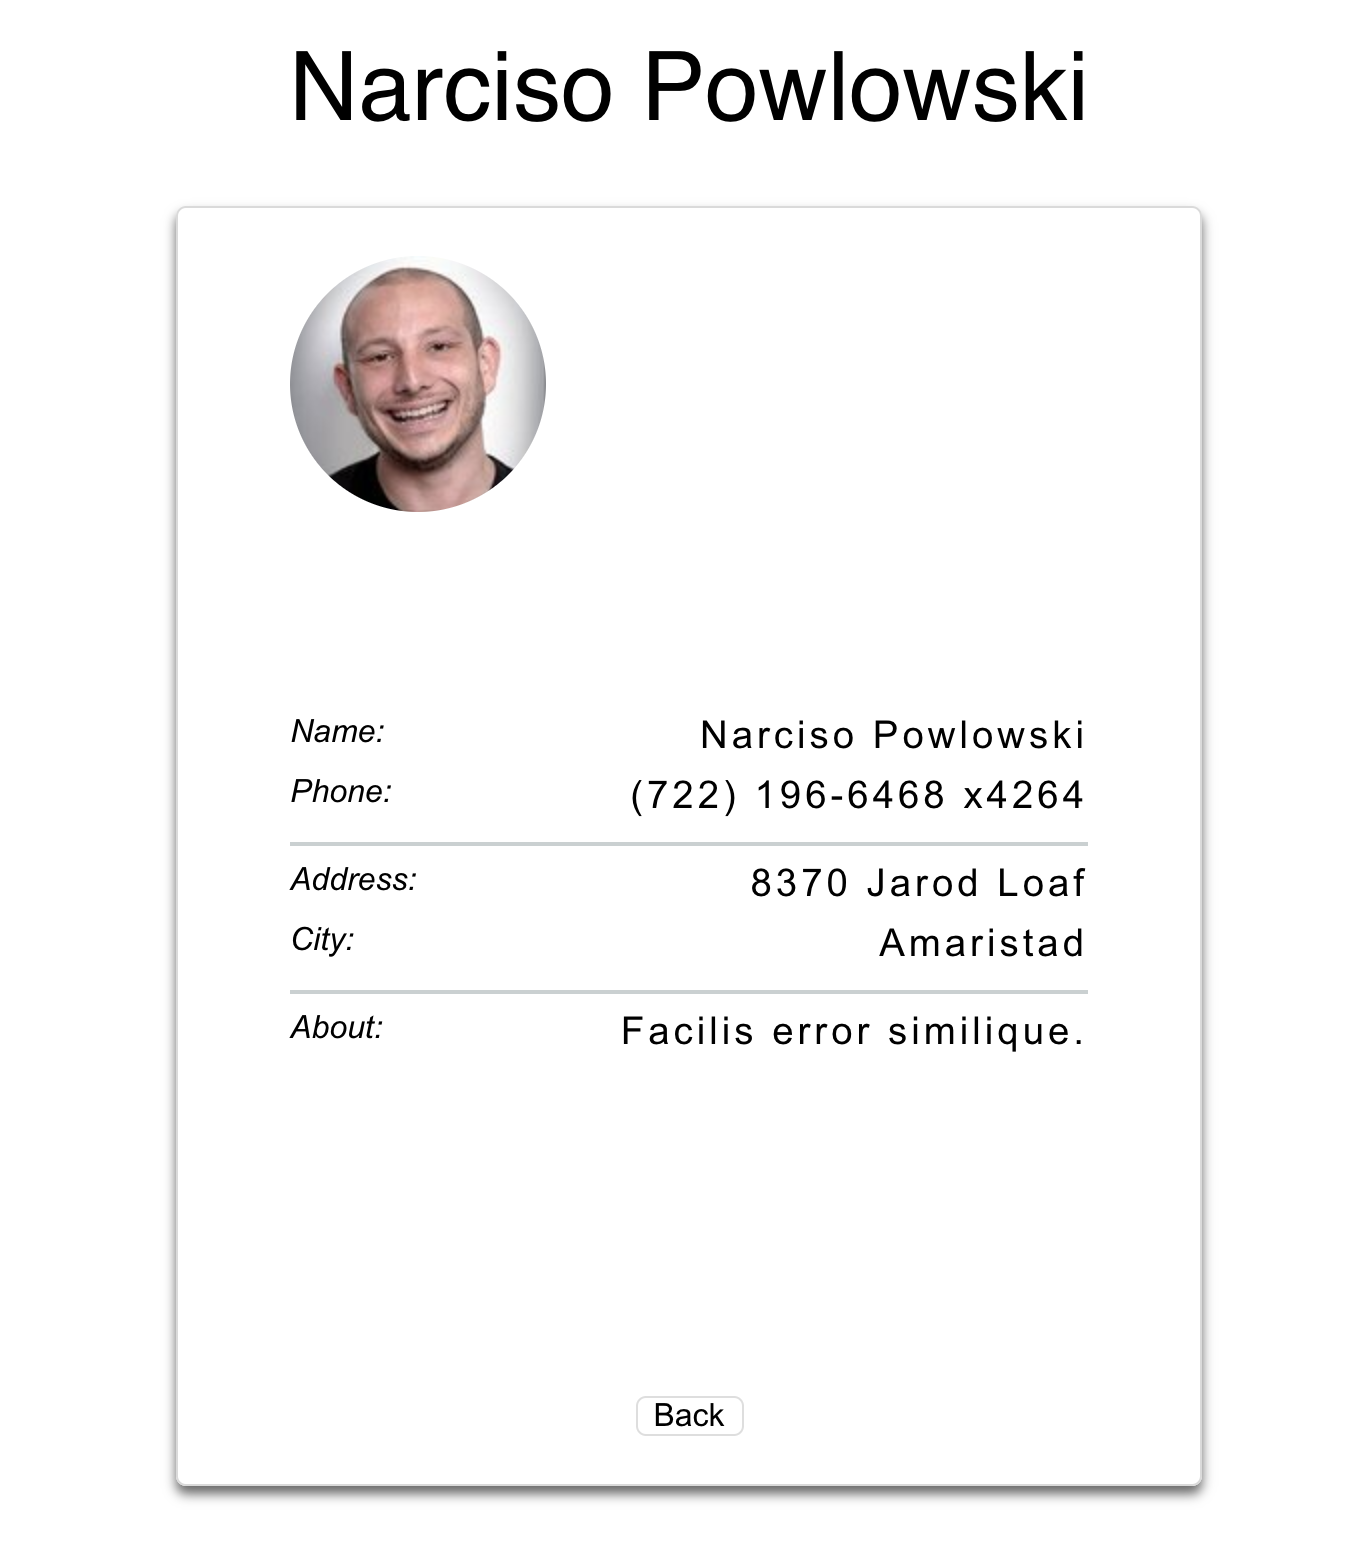 Narciso Powlowski
Name: Narciso Powlowski
Phone: (722) 196-6468 x4264
Address: 8370 Jarod Loaf
City: Amaristad
About: Facilis error similique.
Back